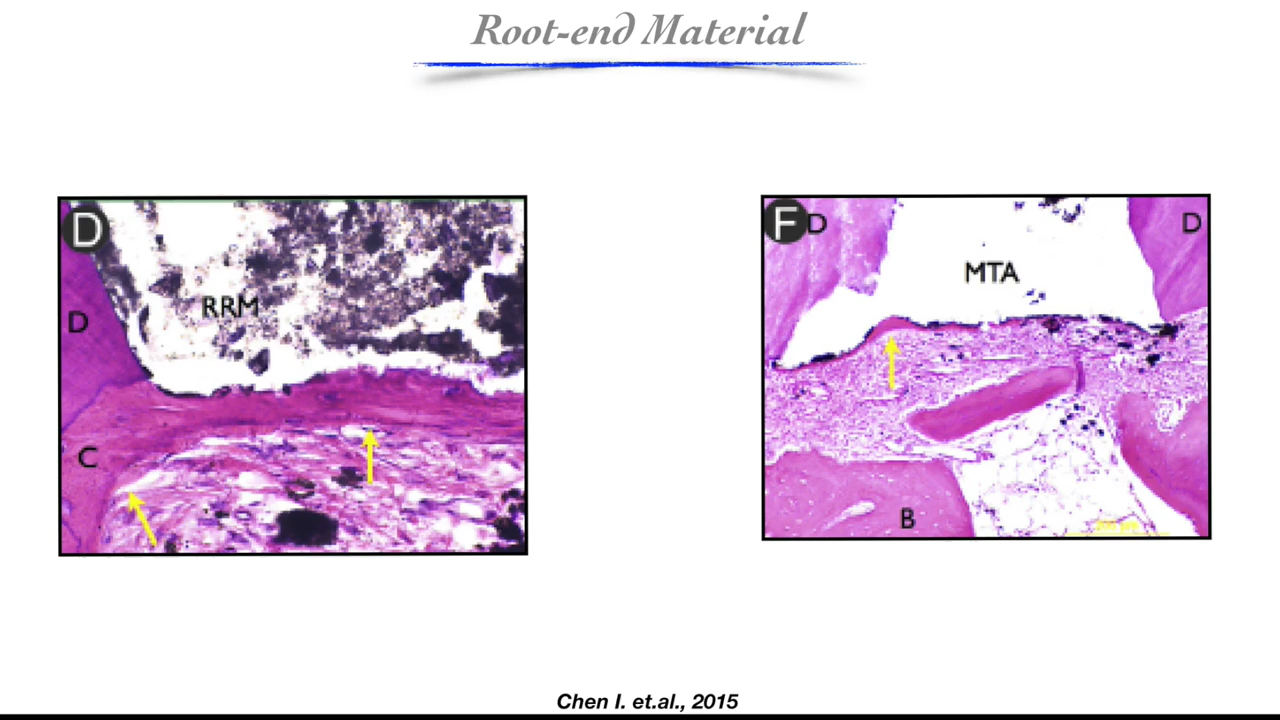 Root-end Material
D
RRM
D
C
F
D
D
MTA
B
Chen I. et.al., 2015